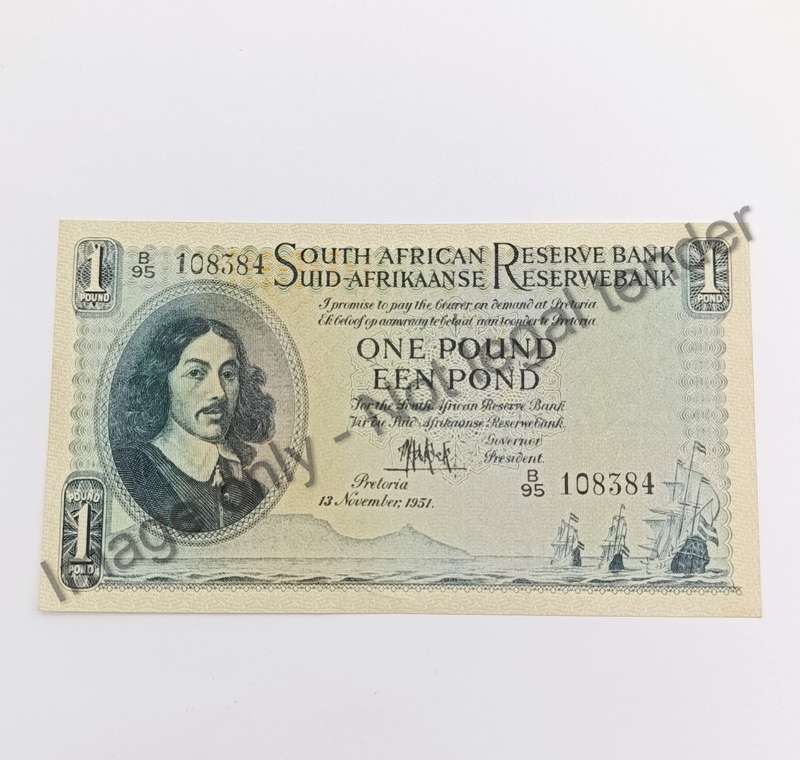 1
POUND
B
95
108384
SOUTH AFRICAN RESERVE BANK
SUID-AFRIKAANSE RESERWEBANK
1
POND
I promise to pay the bearer on demand at Pretoria
Ek beloof op aanvraag te betaal aan toonder te Pretoria
ONE POUND
EEN POND
For the South African Reserve Bank
Vir die Suid-Afrikaanse Reserwebank
Governor
President.
Pretoria
13 November, 1951.
B
95
108384
POUND
1
POND
Image only - Not legal tender